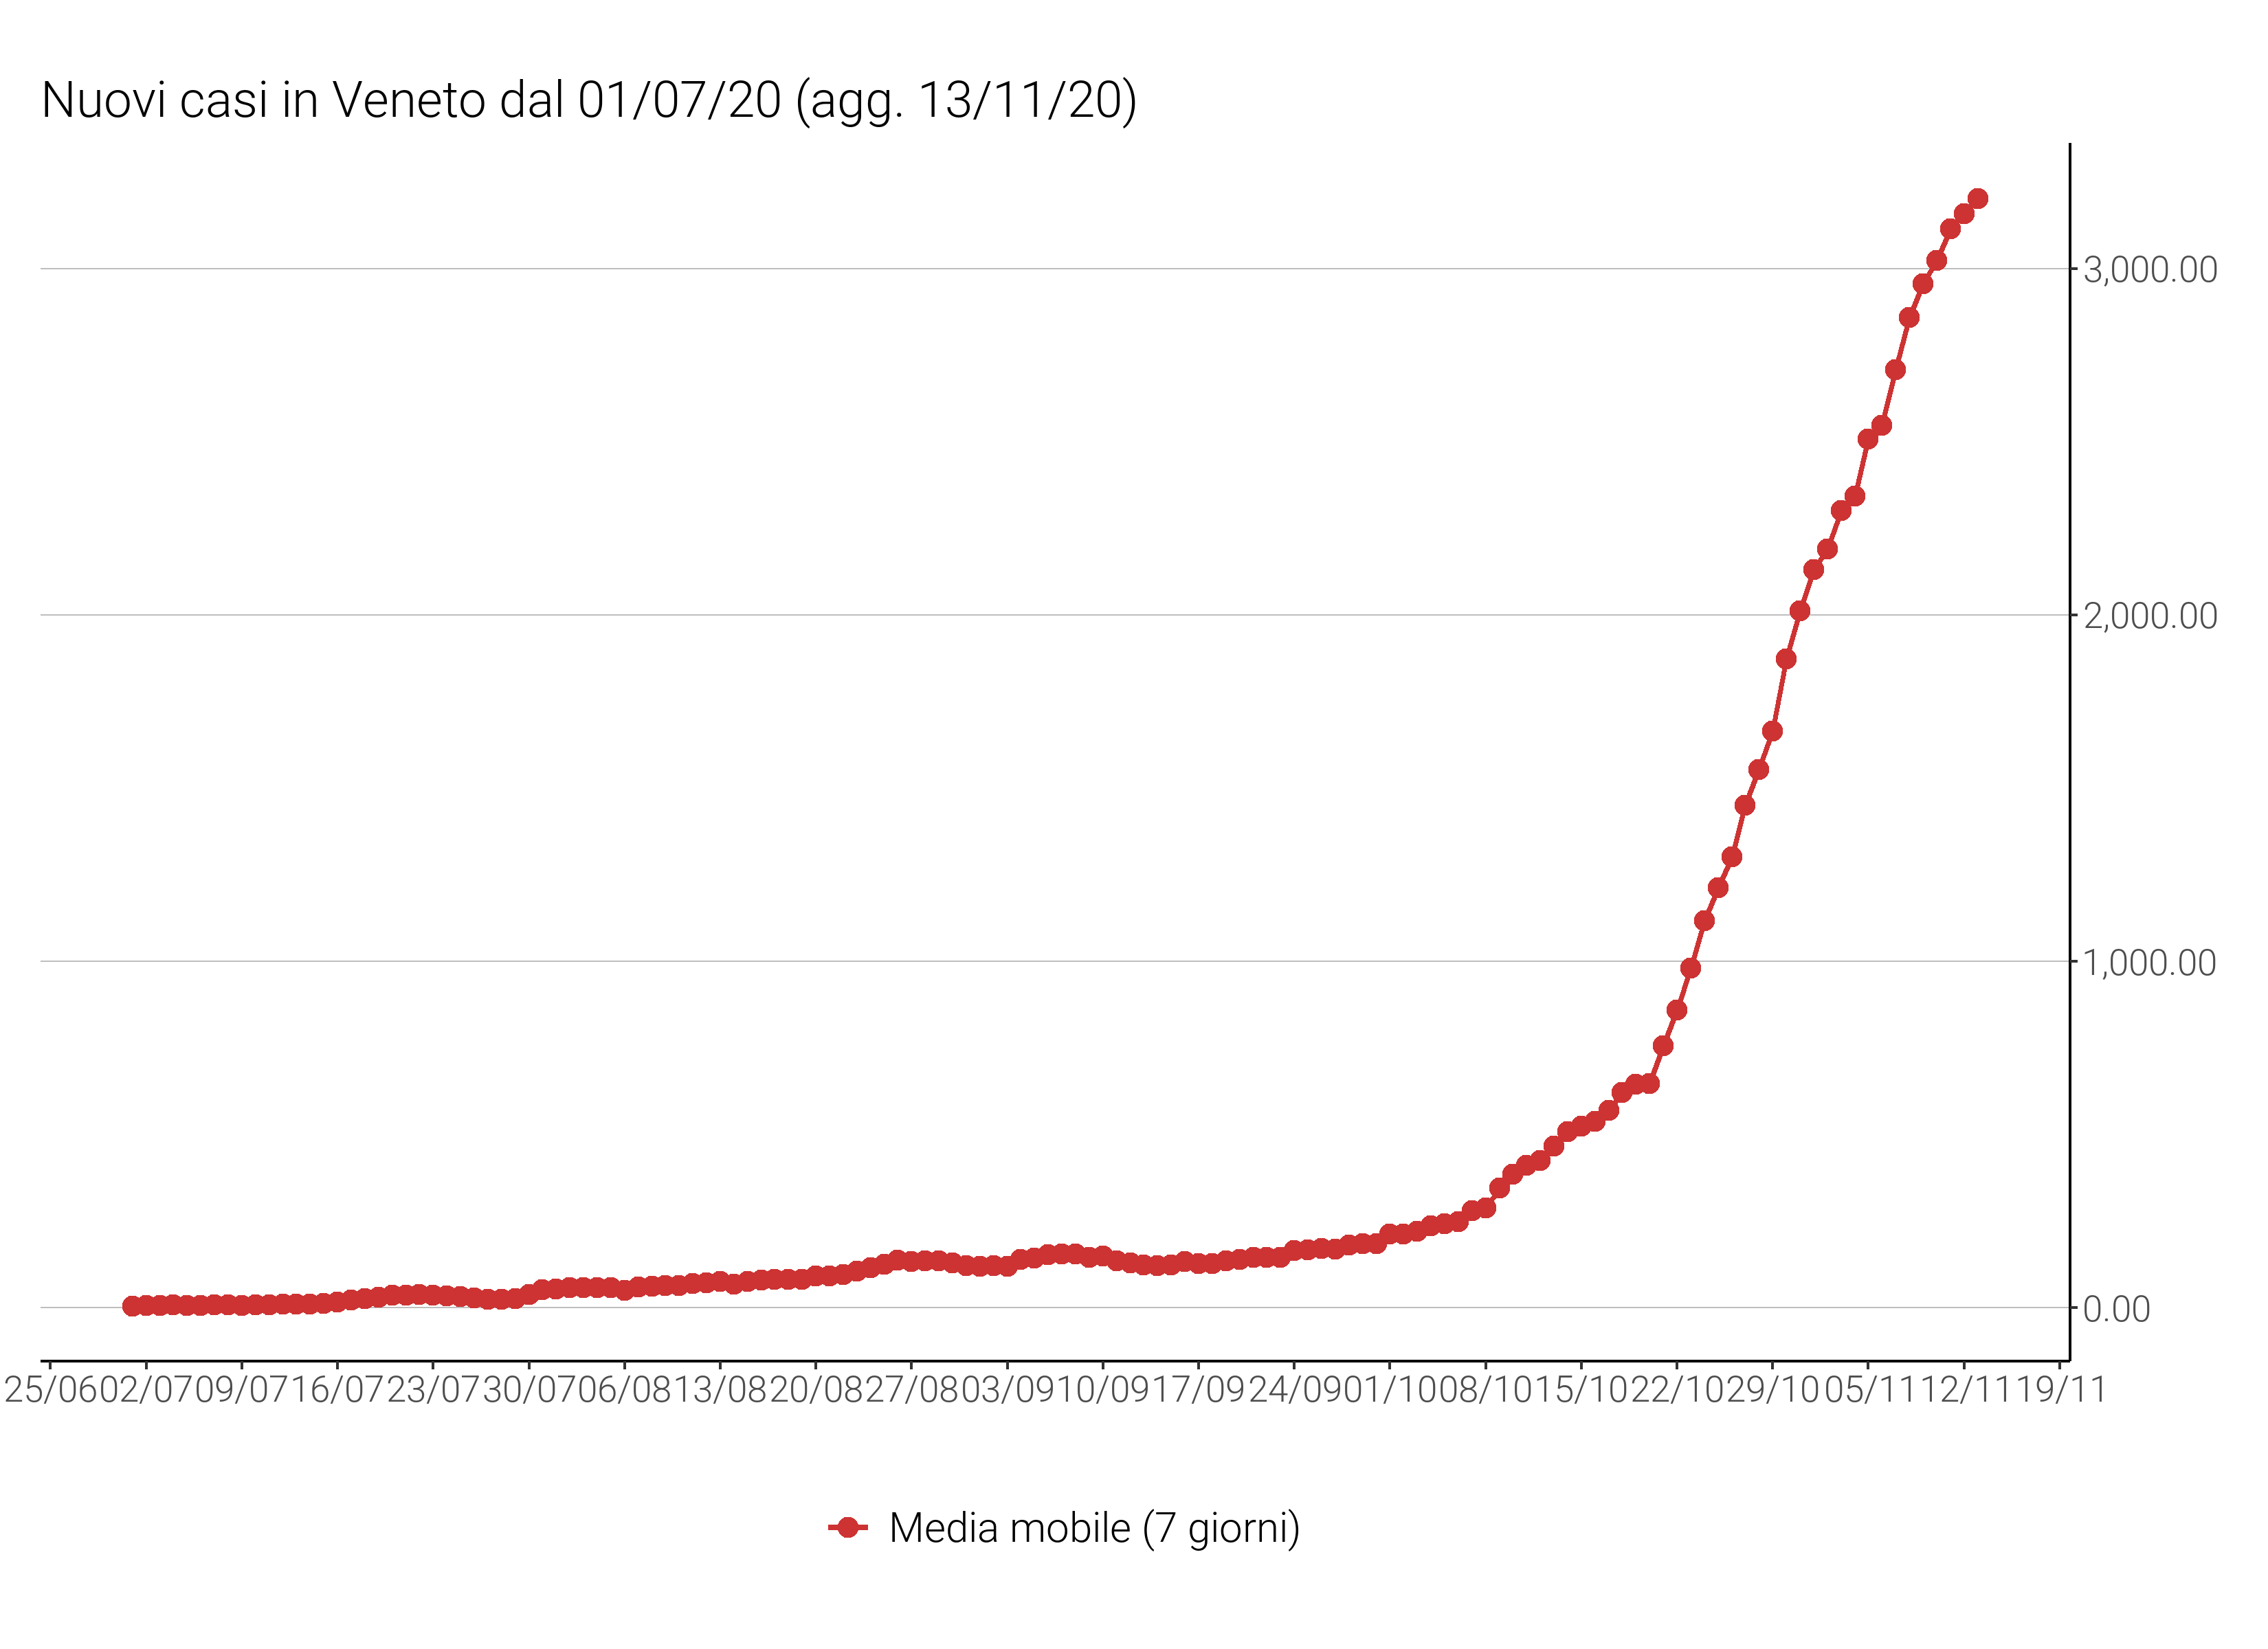 Nuovi casi in Veneto dal 01/07/20 (agg. 13/11/20)
3,000.00
2,000.00
1,000.00
0.00
25/06 02/07 09/07 16/07 23/07 30/07 06/08 13/08 20/08 27/08 03/09 10/09 17/09 24/09 01/10 08/10 15/10 22/10 29/10 05/11 12/11 19/11
Media mobile (7 giorni)